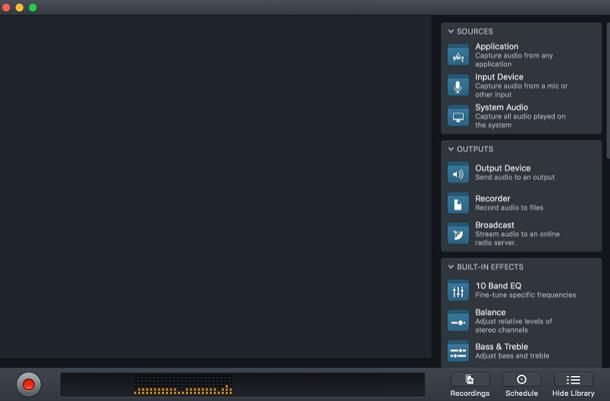 SOURCES
Application
Capture audio from any
application
Input Device
Capture audio from a mic or
other input
System Audio
Capture all audio played on
the system
OUTPUTS
Output Device
Send audio to an output
Recorder
Record audio to files
Broadcast
Stream audio to an online
radio server.
BUILT-IN EFFECTS
10 Band EQ
Fine-tune specific frequencies
Balance
Adjust relative levels of
stereo channels
Bass & Treble
Adjust bass and treble
Recordings
Schedule
Hide Library